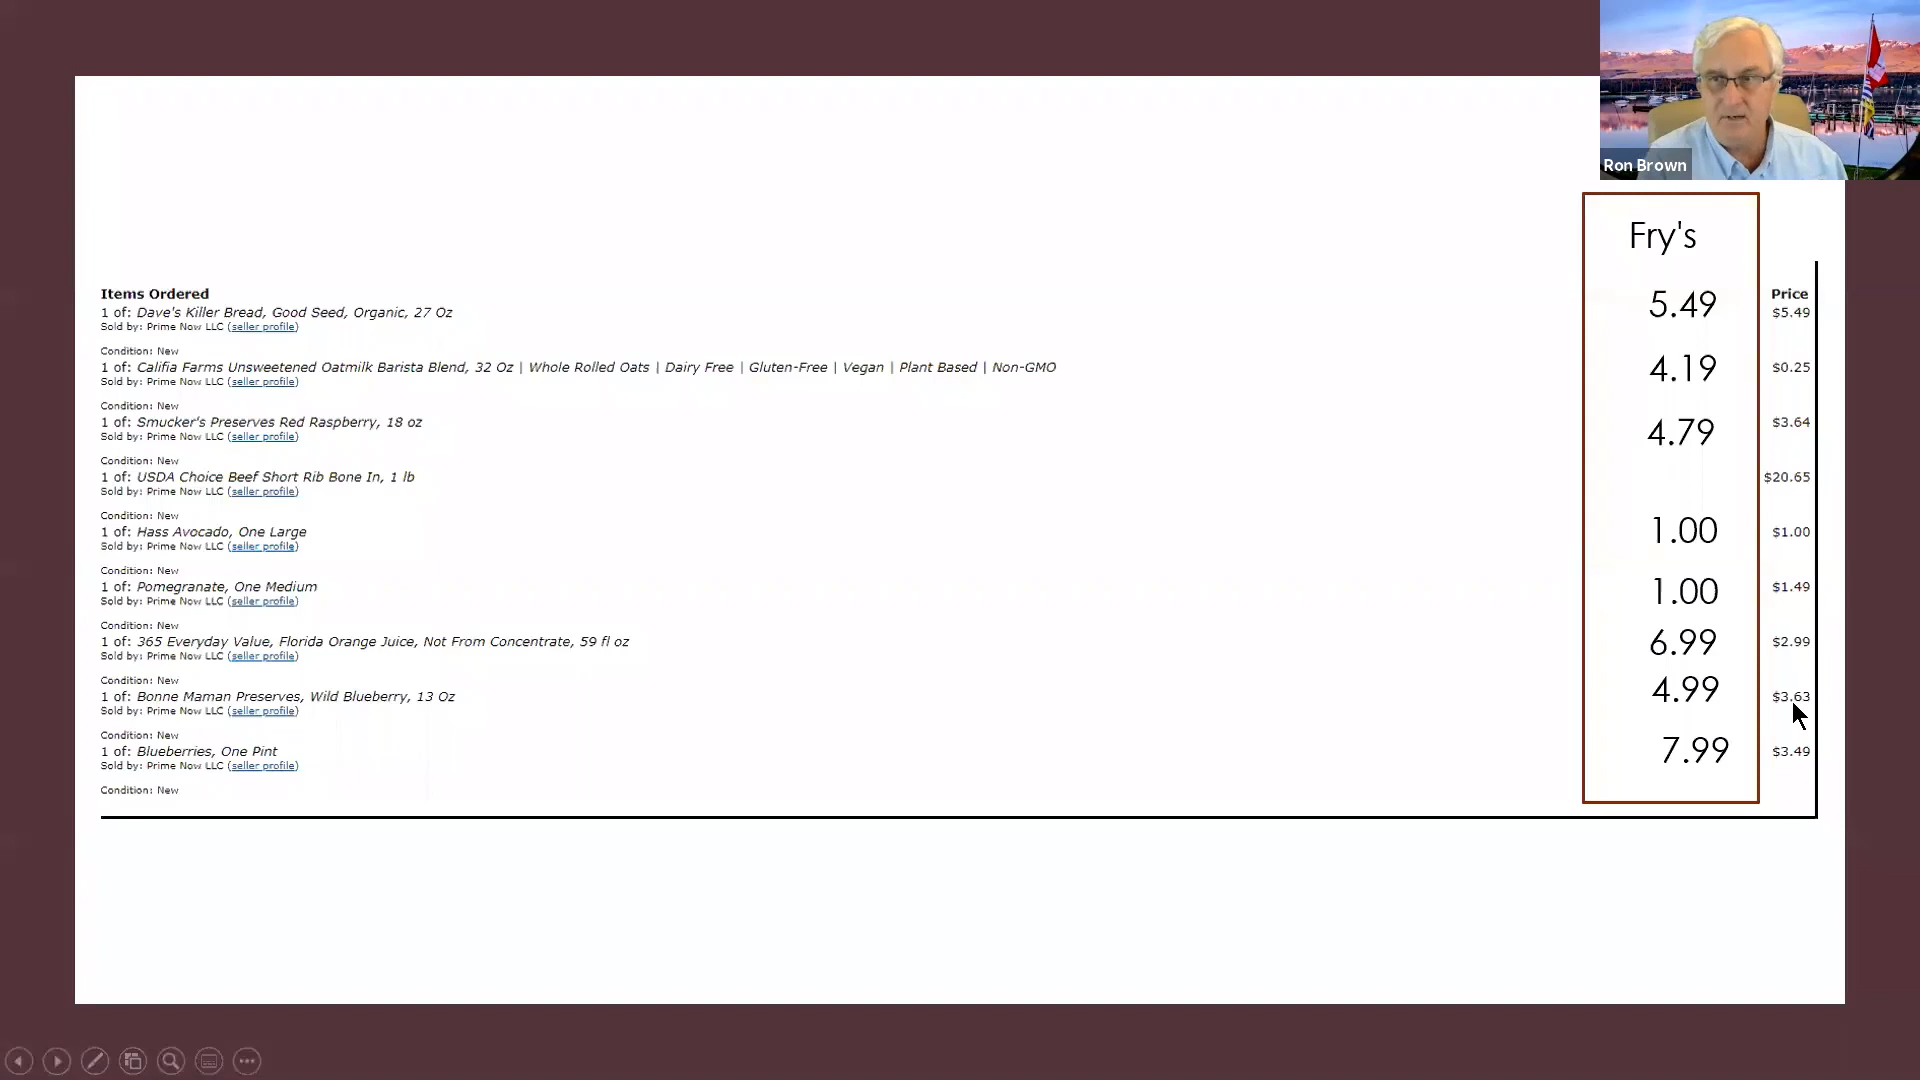 Ron Brown
Fry's
Items Ordered Price
1 of: Dave's Killer Bread, Good Seed, Organic, 27 Oz 5.49 $5.49
Sold by: Prime Now LLC (seller profile)
Condition: New
1 of: Califia Farms Unsweetened Oatmilk Barista Blend, 32 Oz | Whole Rolled Oats | Dairy Free | Gluten-Free | Vegan | Plant Based | Non-GMO 4.19 $0.25
Sold by: Prime Now LLC (seller profile)
Condition: New
1 of: Smucker's Preserves Red Raspberry, 18 oz 4.79 $3.64
Sold by: Prime Now LLC (seller profile)
Condition: New
1 of: USDA Choice Beef Short Rib Bone In, 1 lb $20.65
Sold by: Prime Now LLC (seller profile)
Condition: New
1 of: Hass Avocado, One Large 1.00 $1.00
Sold by: Prime Now LLC (seller profile)
Condition: New
1 of: Pomegranate, One Medium 1.00 $1.49
Sold by: Prime Now LLC (seller profile)
Condition: New
1 of: 365 Everyday Value, Florida Orange Juice, Not From Concentrate, 59 fl oz 6.99 $2.99
Sold by: Prime Now LLC (seller profile)
Condition: New
1 of: Bonne Maman Preserves, Wild Blueberry, 13 Oz 4.99 $3.63
Sold by: Prime Now LLC (seller profile)
Condition: New
1 of: Blueberries, One Pint 7.99 $3.49
Sold by: Prime Now LLC (seller profile)
Condition: New